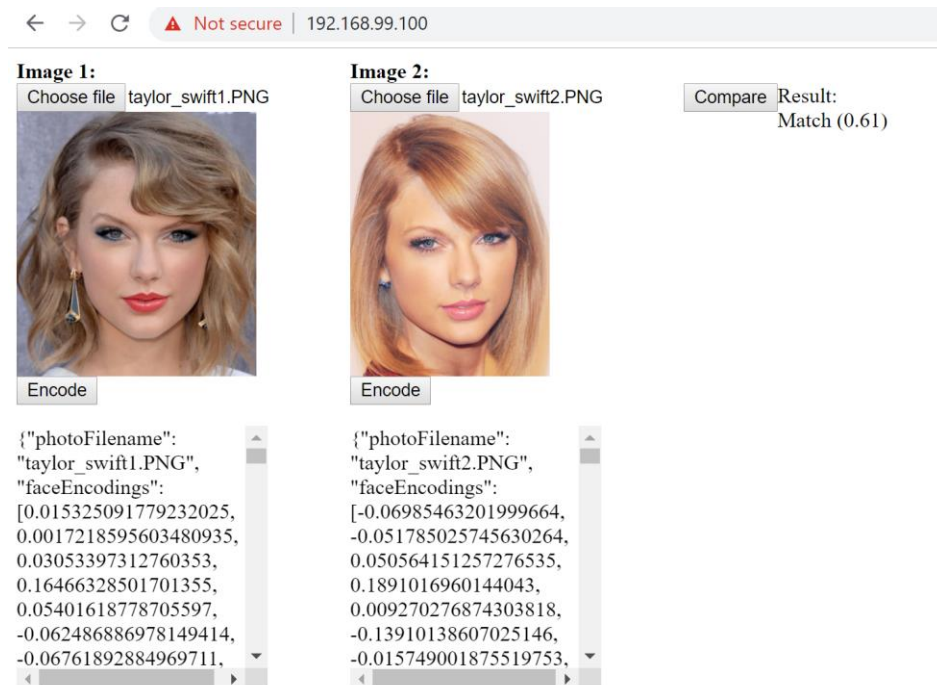 Not secure | 192.168.99.100
Image 1:
Choose file taylor_swift1.PNG
Encode
{"photoFilename":
"taylor_swift1.PNG",
"faceEncodings":
[0.015325091779232025,
0.0017218595603480935,
0.03053397312760353,
0.16466328501701355,
0.05401618778705597,
-0.062486886978149414,
-0.06761892884969711,
Image 2:
Choose file taylor_swift2.PNG
Encode
{"photoFilename":
"taylor_swift2.PNG",
"faceEncodings":
[-0.06985463201999664,
-0.051785025745630264,
0.050564151257276535,
0.1891016960144043,
0.009270276874303818,
-0.13910138607025146,
-0.015749001875519753,
Compare Result:
Match (0.61)